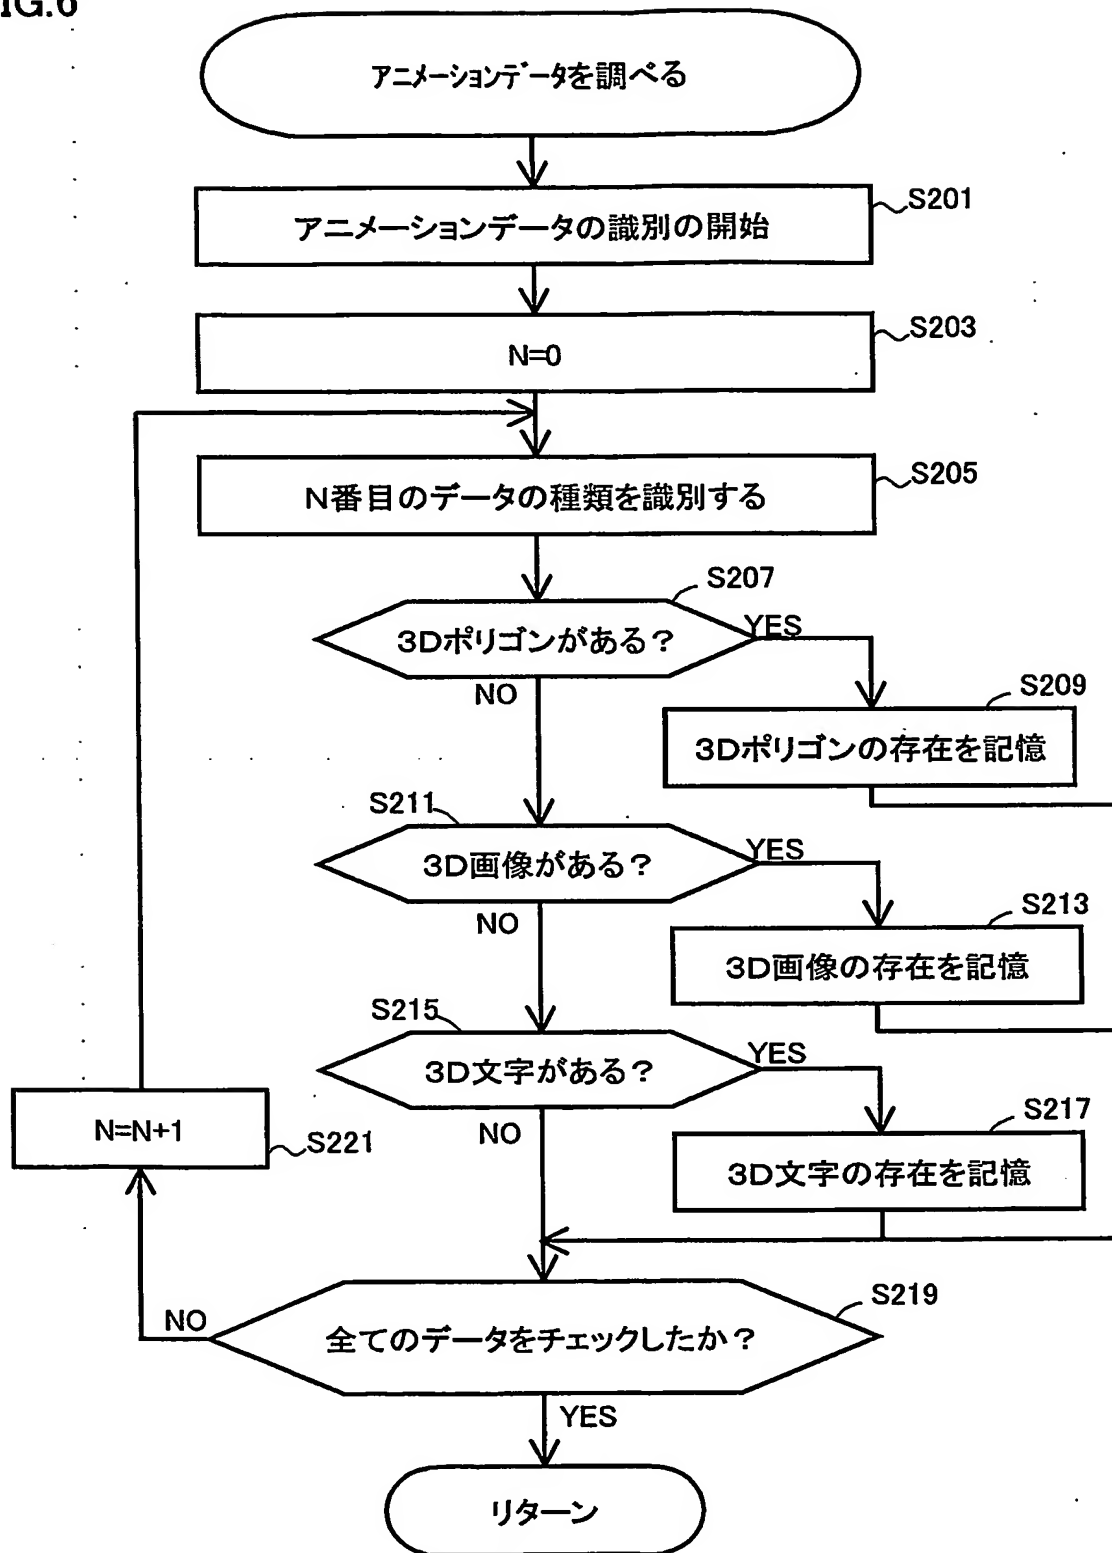 IG.6
アニメーションデータを調べる
S201
アニメーションデータの識別の開始
S203
N=0
S205
N番目のデータの種類を識別する
S207
3Dポリゴンがある?
YES
NO
S209
3Dポリゴンの存在を記憶
S211
3D画像がある?
YES
NO
S213
3D画像の存在を記憶
S215
3D文字がある?
YES
NO
S217
3D文字の存在を記憶
N=N+1
S221
S219
全てのデータをチェックしたか?
NO
YES
リターン